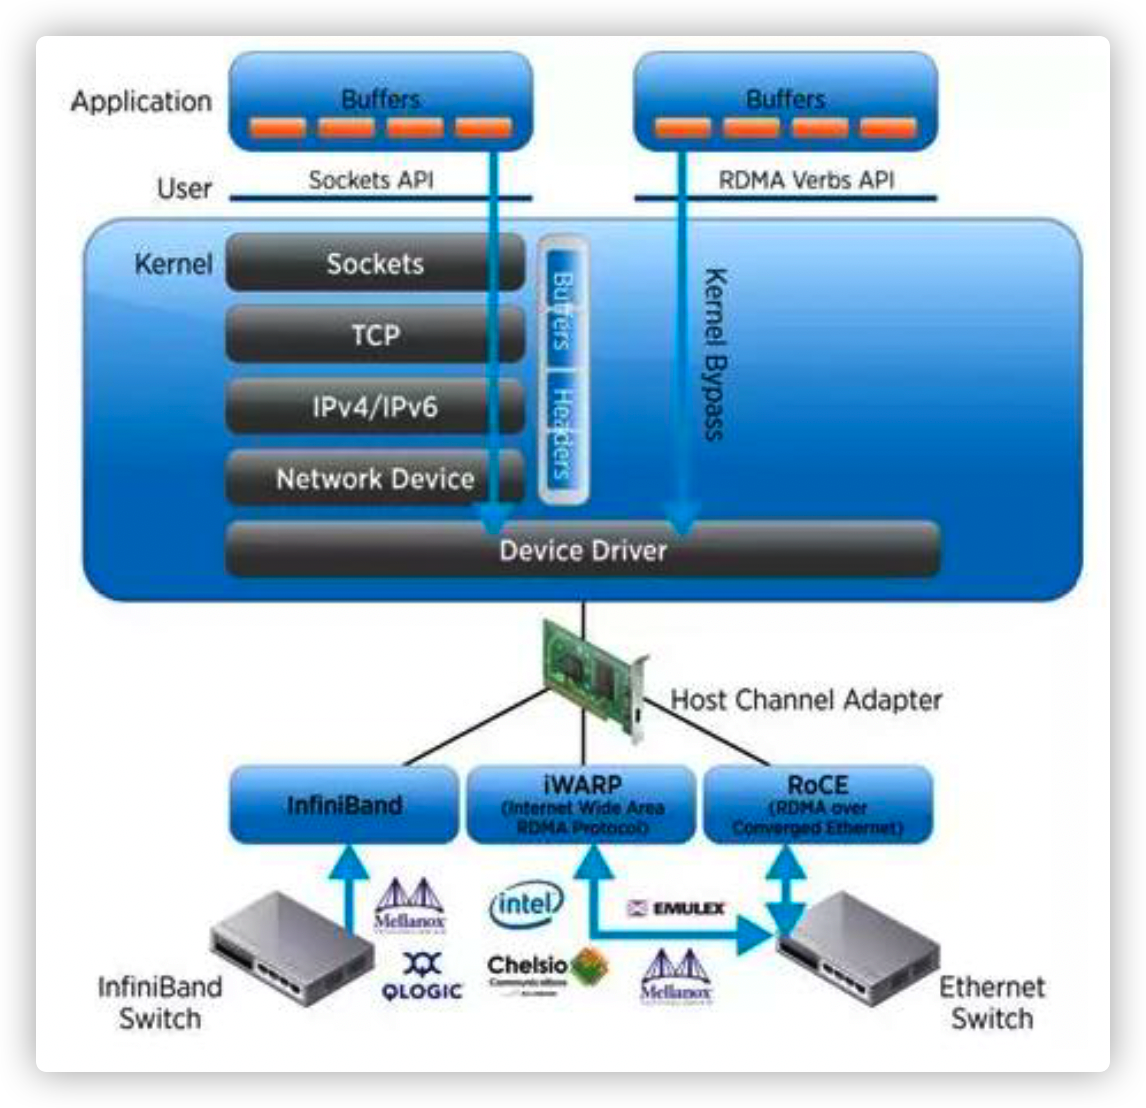 Application
Buffers
Buffers
User
Sockets API
RDMA Verbs API
Kernel
Sockets
TCP
IPv4/IPv6
Network Device
Buffers
Headers
Kernel Bypass
Device Driver
Host Channel Adapter
InfiniBand
iWARP
(Internet Wide Area
RDMA Protocol)
RoCE
(RDMA over
Converged Ethernet)
Mellanox
QLOGIC
intel
Chelsio
Communications
EMULEX
Mellanox
InfiniBand
Switch
Ethernet
Switch